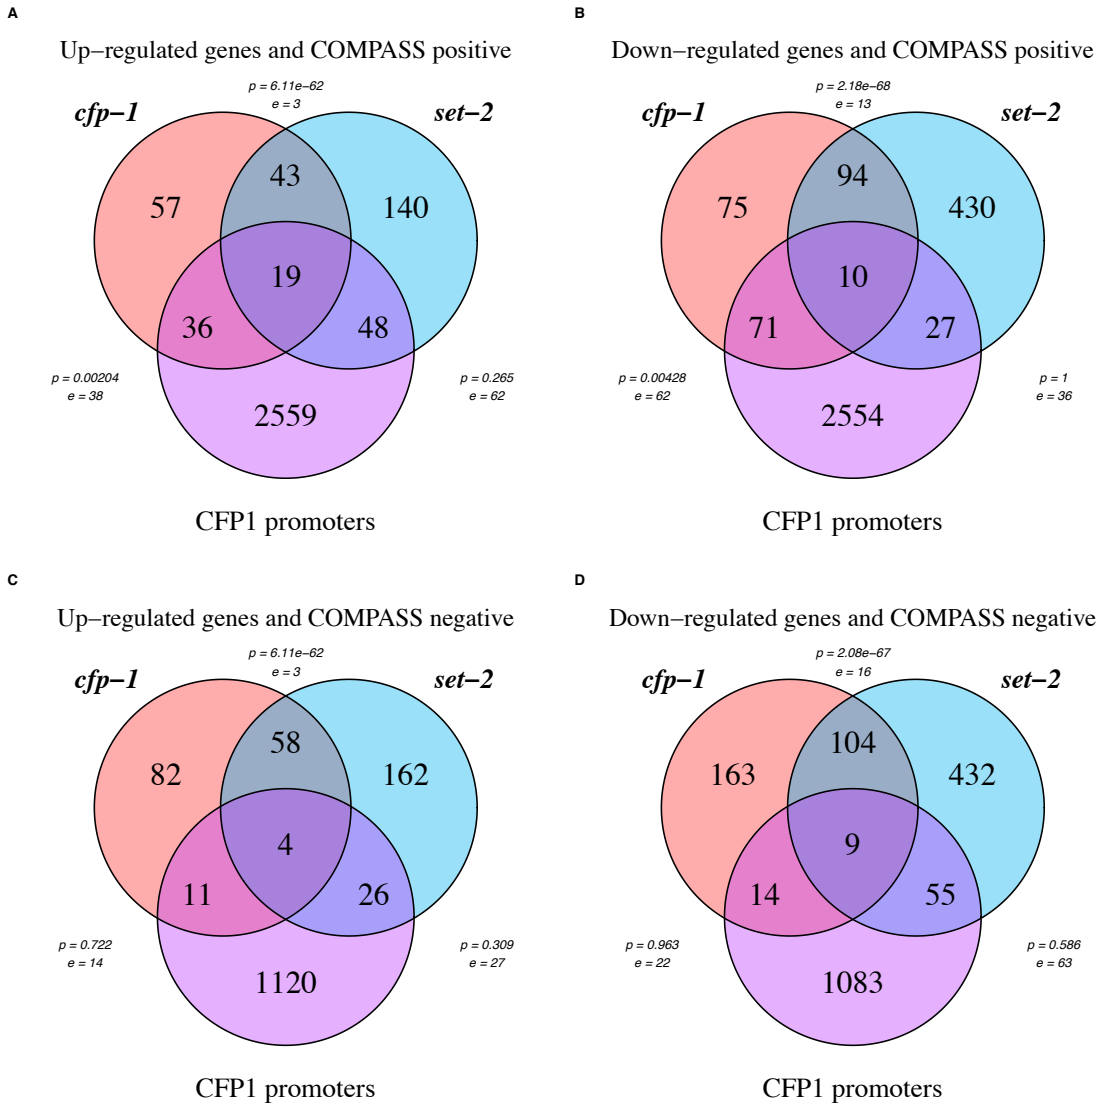 A
Up−regulated genes and COMPASS positive
p = 6.11e−62
e = 3
cfp−1
set−2
43
57
140
19
36
48
p = 0.00204
e = 38
p = 0.265
e = 62
2559
CFP1 promoters
B
Down−regulated genes and COMPASS positive
p = 2.18e−68
e = 13
cfp−1
set−2
94
75
430
10
71
27
p = 0.00428
e = 62
p = 1
e = 36
2554
CFP1 promoters
C
Up−regulated genes and COMPASS negative
p = 6.11e−62
e = 3
cfp−1
set−2
58
82
162
4
11
26
p = 0.722
e = 14
p = 0.309
e = 27
1120
CFP1 promoters
D
Down−regulated genes and COMPASS negative
p = 2.08e−67
e = 16
cfp−1
set−2
104
163
432
9
14
55
p = 0.963
e = 22
p = 0.586
e = 63
1083
CFP1 promoters